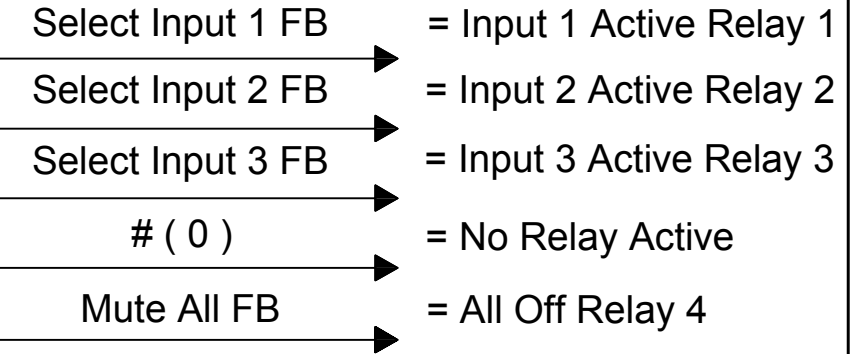 Select Input 1 FB = Input 1 Active Relay 1
Select Input 2 FB = Input 2 Active Relay 2
Select Input 3 FB = Input 3 Active Relay 3
# ( 0 ) = No Relay Active
Mute All FB = All Off Relay 4